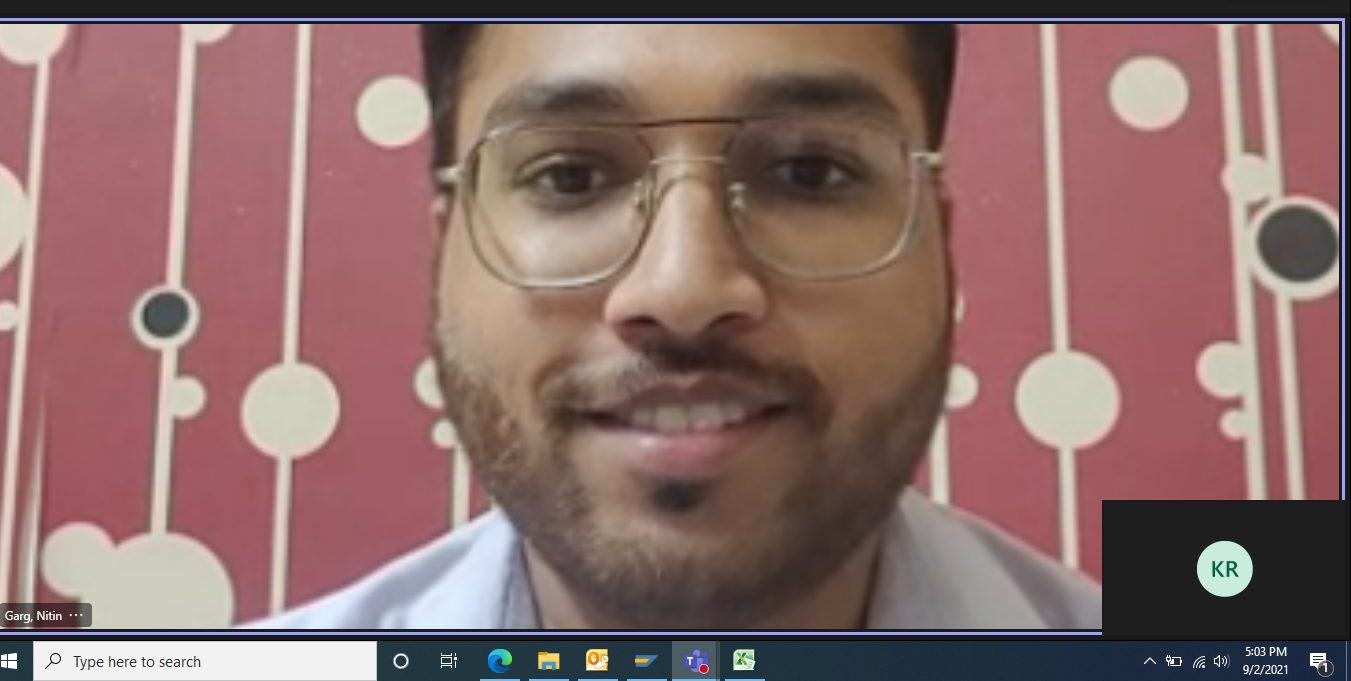 Garg, Nitin ...
KR
Type here to search
5:03 PM
9/2/2021
1